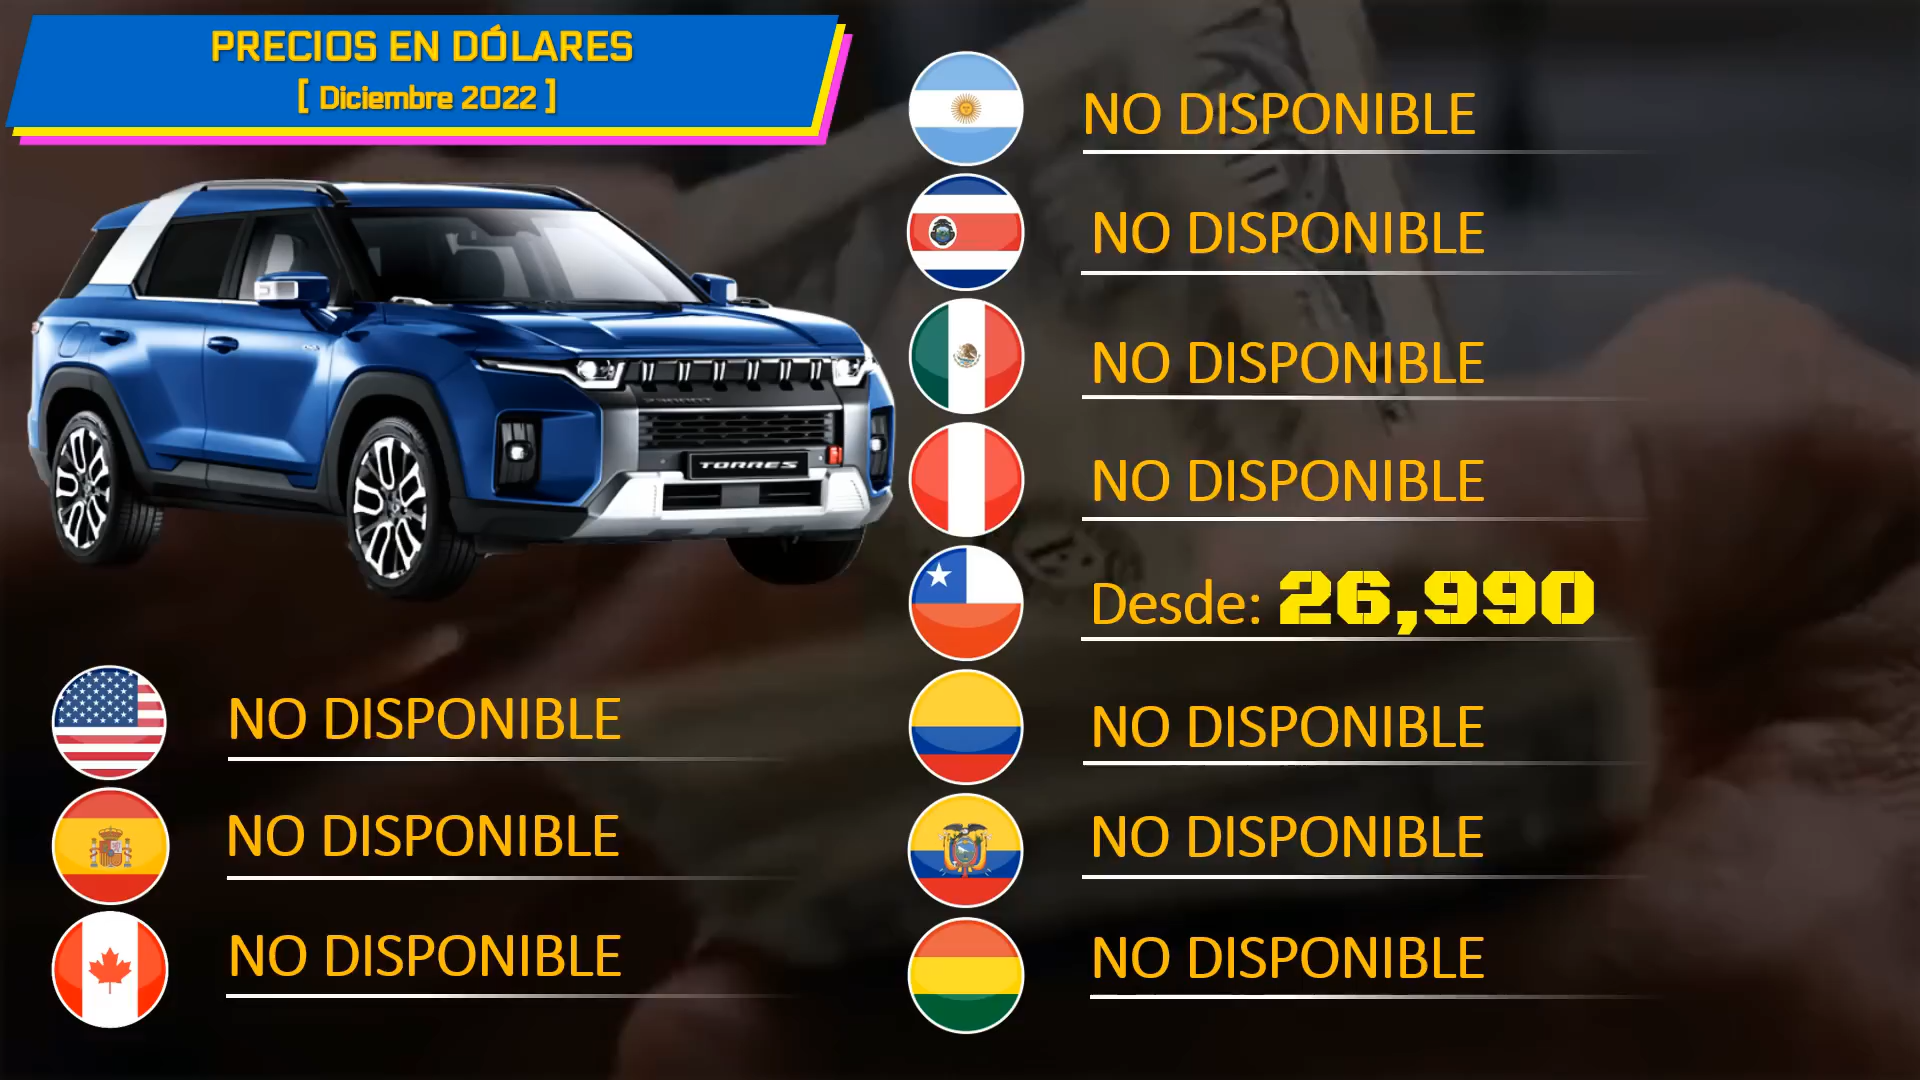 PRECIOS EN DÓLARES
[ Diciembre 2022 ]
TORRES
NO DISPONIBLE
NO DISPONIBLE
NO DISPONIBLE
NO DISPONIBLE
NO DISPONIBLE
NO DISPONIBLE
NO DISPONIBLE
Desde: 26,990
NO DISPONIBLE
NO DISPONIBLE
NO DISPONIBLE